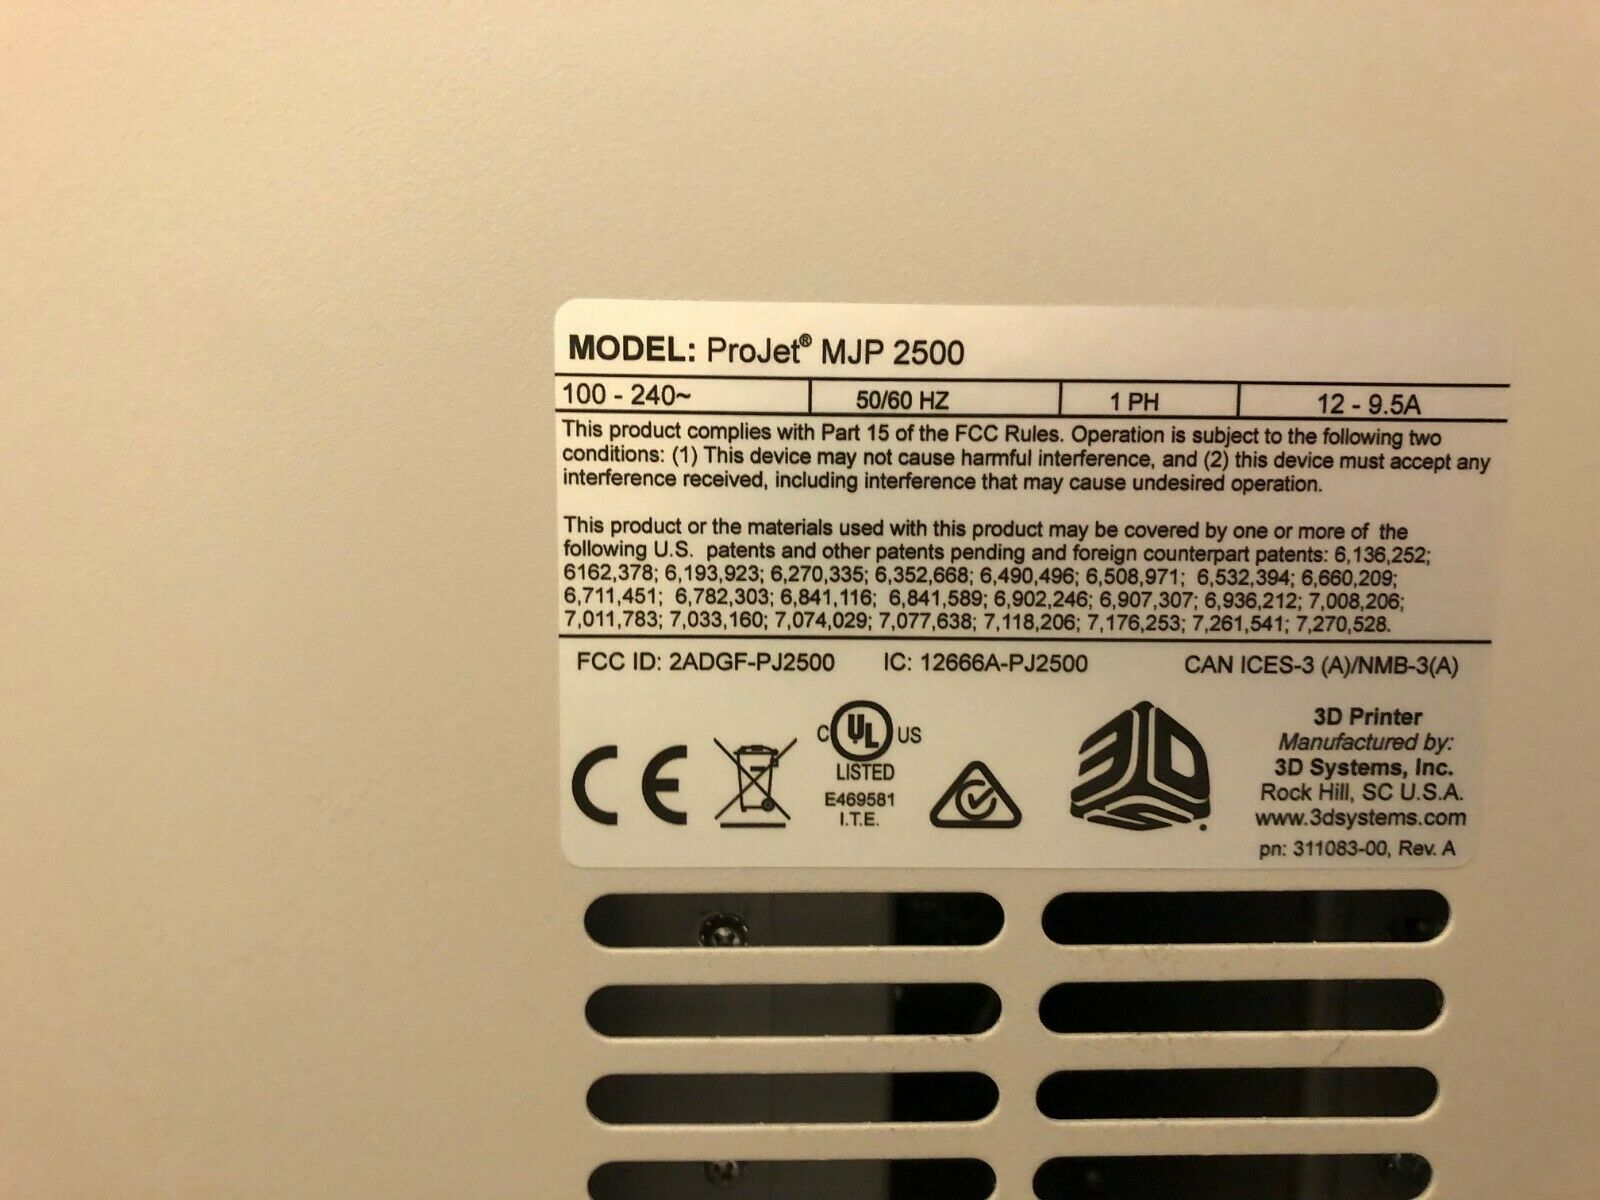 MODEL: ProJet® MJP 2500
100 - 240~ 50/60 HZ 1 PH 12 - 9.5A
This product complies with Part 15 of the FCC Rules. Operation is subject to the following two
conditions: (1) This device may not cause harmful interference, and (2) this device must accept any
interference received, including interference that may cause undesired operation.
This product or the materials used with this product may be covered by one or more of the
following U.S. patents and other patents pending and foreign counterpart patents: 6,136,252;
6162,378; 6,193,923; 6,270,335; 6,352,668; 6,490,496; 6,508,971; 6,532,394; 6,660,209;
6,711,451; 6,782,303; 6,841,116; 6,841,589; 6,902,246; 6,907,307; 6,936,212; 7,008,206;
7,011,783; 7,033,160; 7,074,029; 7,077,638; 7,118,206; 7,176,253; 7,261,541; 7,270,528.
FCC ID: 2ADGF-PJ2500 IC: 12666A-PJ2500 CAN ICES-3 (A)/NMB-3(A)
CE
C UL US
LISTED
E469581
I.T.E.
3DS
3D Printer
Manufactured by:
3D Systems, Inc.
Rock Hill, SC U.S.A.
www.3dsystems.com
pn: 311083-00, Rev. A